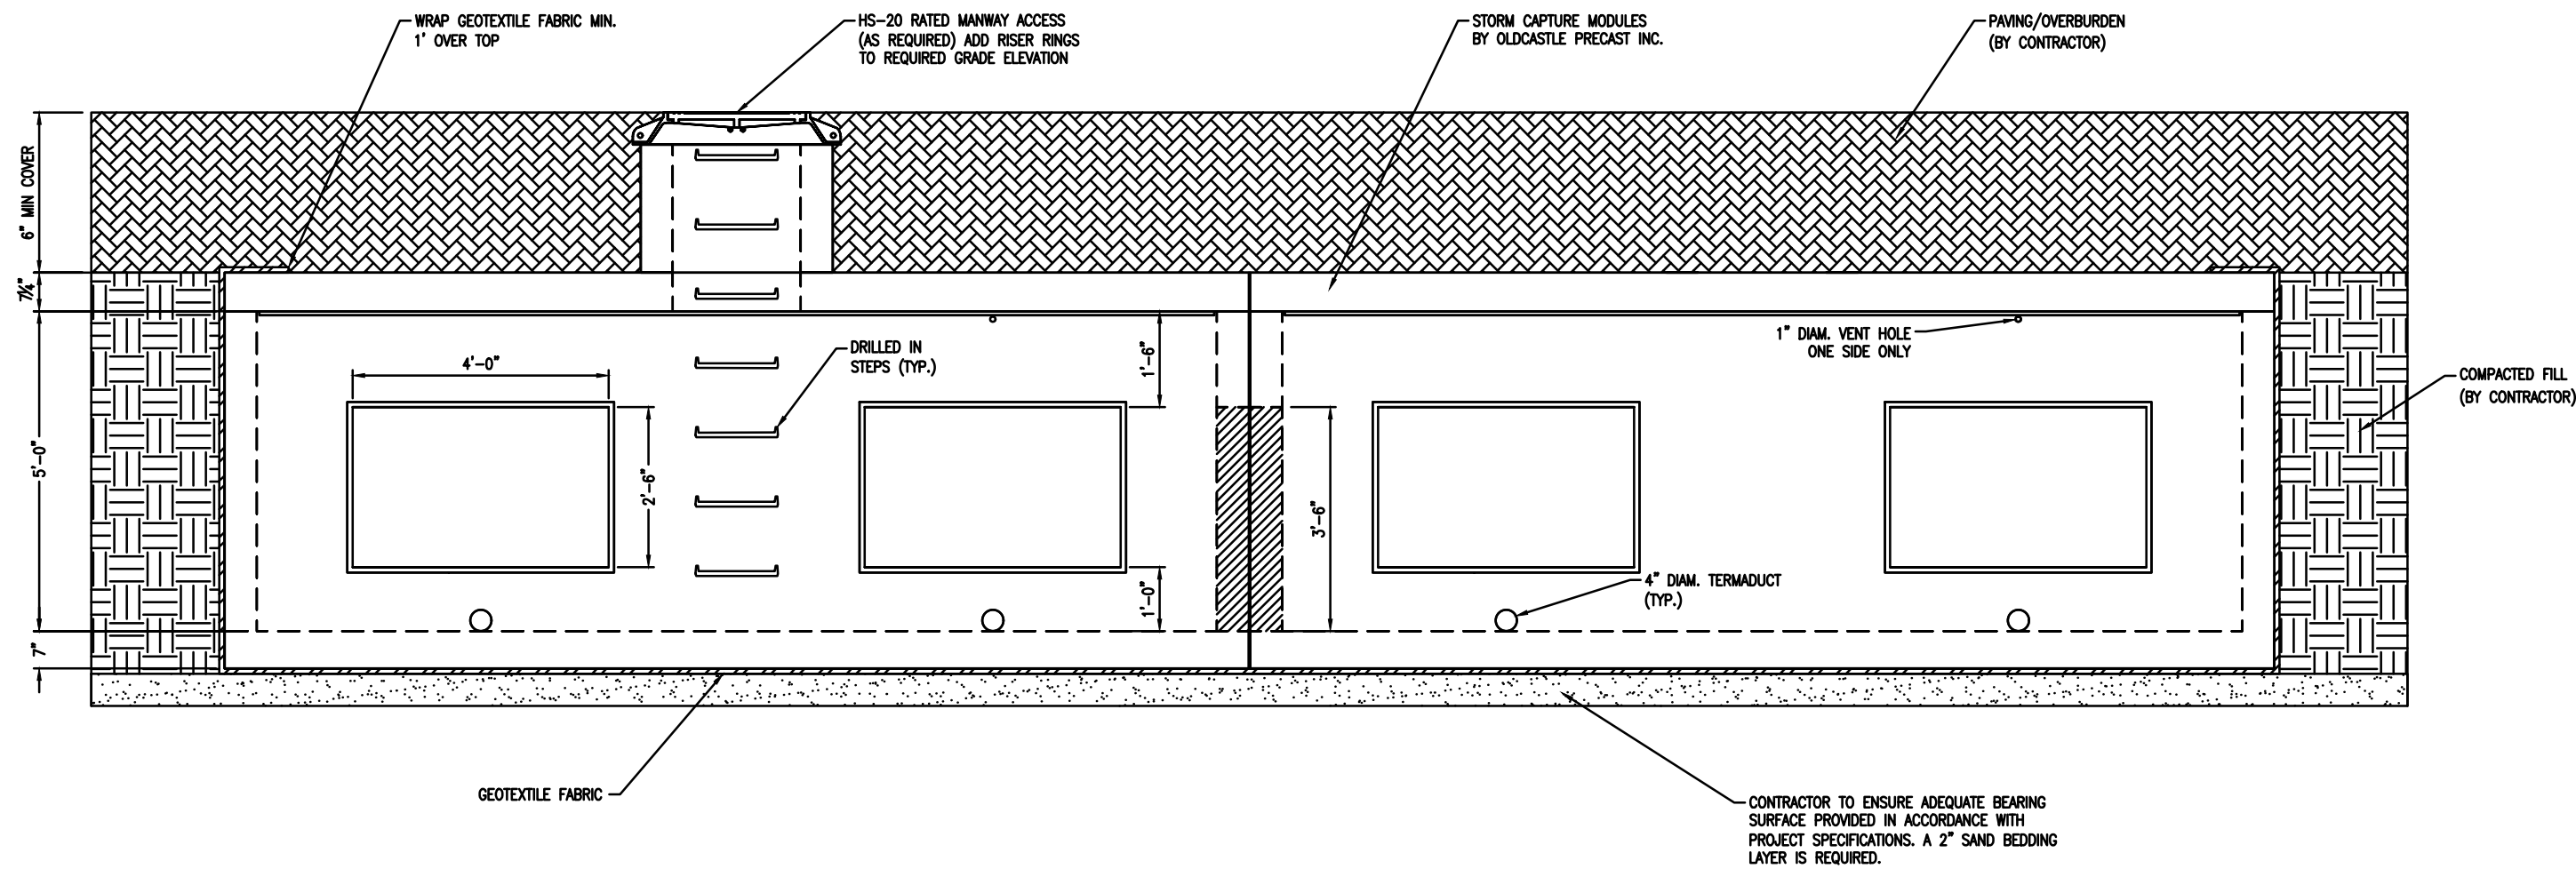 WRAP GEOTEXTILE FABRIC MIN.
1' OVER TOP
HS-20 RATED MANWAY ACCESS
(AS REQUIRED) ADD RISER RINGS
TO REQUIRED GRADE ELEVATION
STORM CAPTURE MODULES
BY OLDCASTLE PRECAST INC.
PAVING/OVERBURDEN
(BY CONTRACTOR)
6" MIN COVER
7¼"
5'-0"
7"
4'-0"
2'-6"
DRILLED IN
STEPS (TYP.)
1'-6"
1'-0"
3'-6"
1" DIAM. VENT HOLE
ONE SIDE ONLY
4" DIAM. TERMADUCT
(TYP.)
COMPACTED FILL
(BY CONTRACTOR)
GEOTEXTILE FABRIC
CONTRACTOR TO ENSURE ADEQUATE BEARING
SURFACE PROVIDED IN ACCORDANCE WITH
PROJECT SPECIFICATIONS. A 2" SAND BEDDING
LAYER IS REQUIRED.